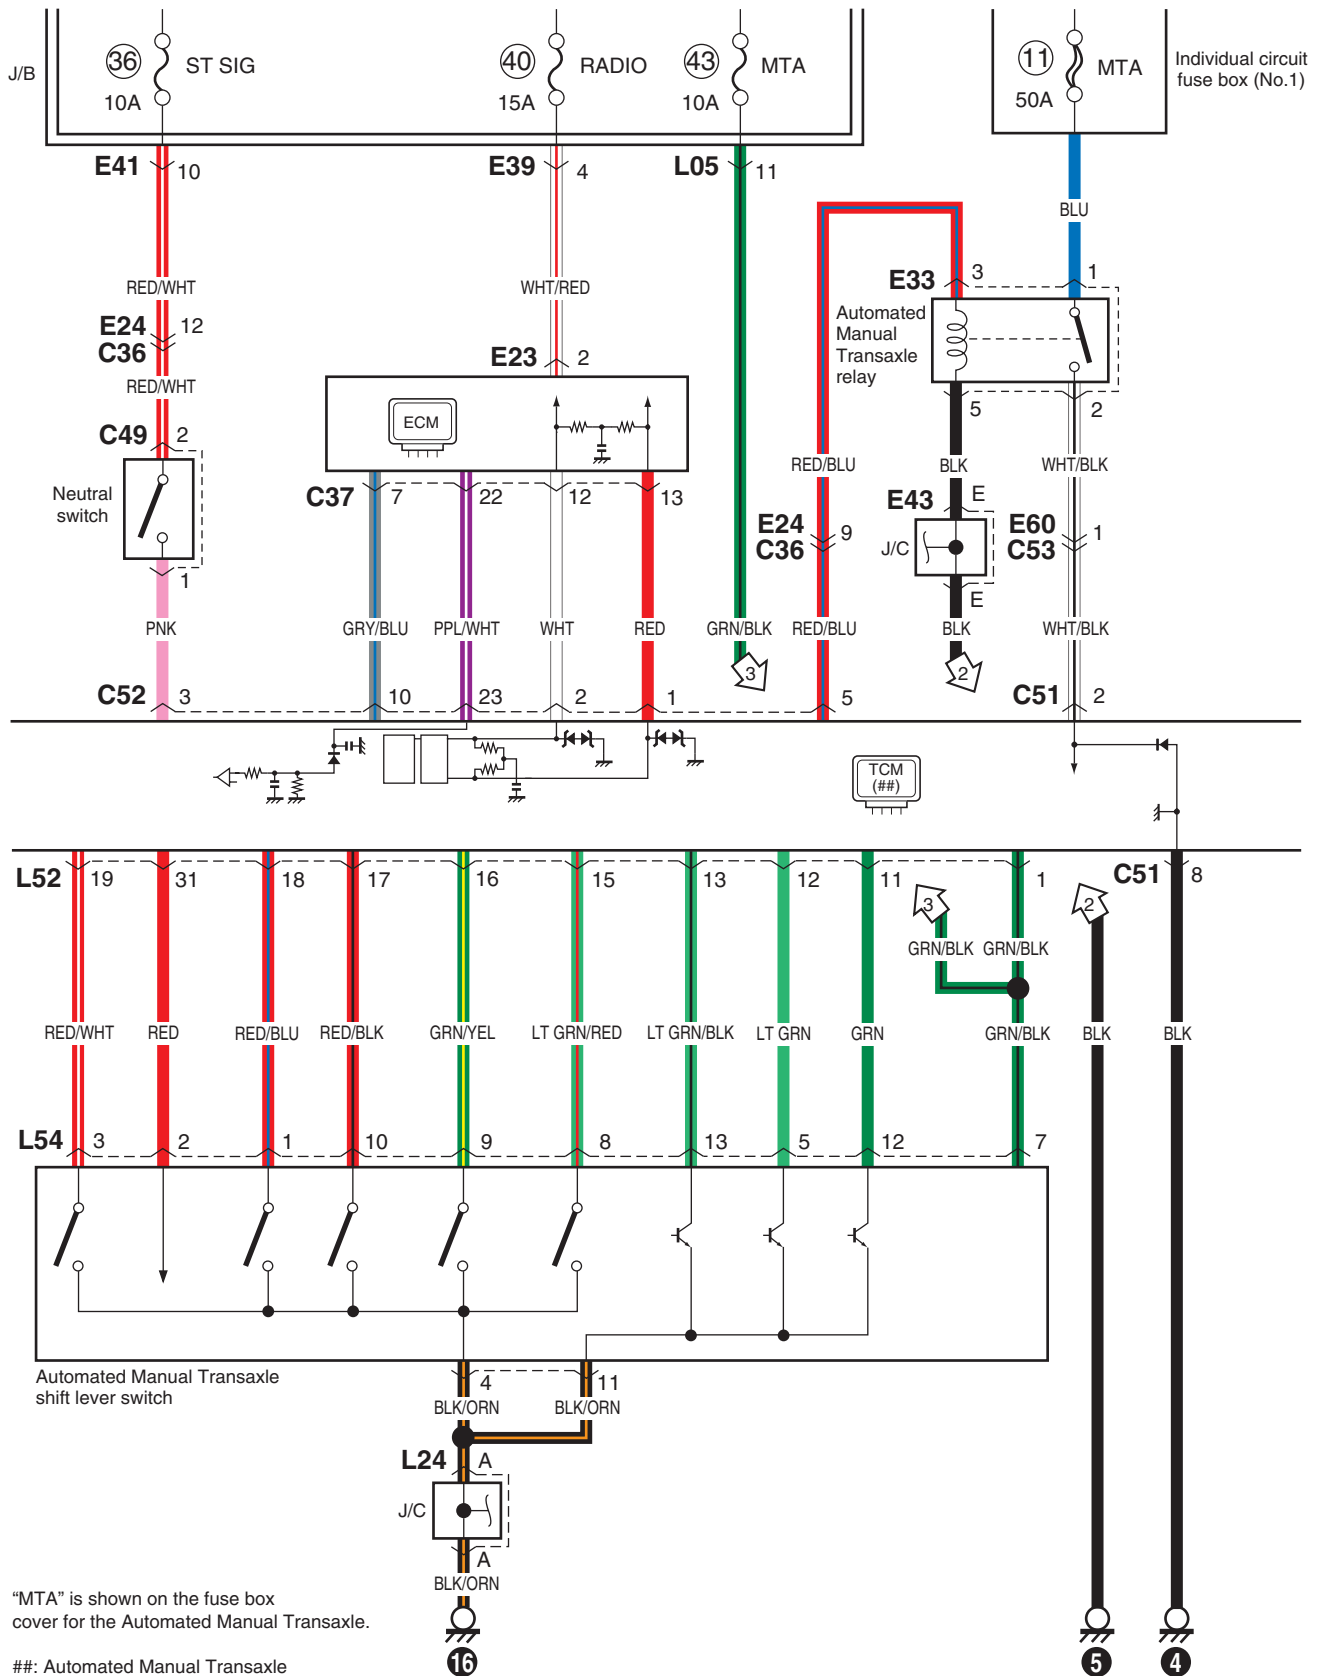 J/B
36
ST SIG
10A
40
RADIO
15A
43
MTA
10A
11
MTA
50A
Individual circuit
fuse box (No.1)
E41
10
E39
4
L05
11
BLU
RED/WHT
WHT/RED
E33
3
1
E24
12
C36
Automated
Manual
Transaxle
relay
RED/WHT
E23
2
C49
2
ECM
5
2
RED/BLU
BLK
WHT/BLK
Neutral
switch
C37
7
22
12
13
E43
E
E24
9
C36
J/C
E60
1
C53
1
E
PNK
GRY/BLU
PPL/WHT
WHT
RED
GRN/BLK
RED/BLU
BLK
WHT/BLK
3
2
C52
3
10
23
2
1
5
C51
2
TCM
(##)
L52
19
31
18
17
16
15
13
12
11
1
C51
8
3
2
GRN/BLK
GRN/BLK
RED/WHT
RED
RED/BLU
RED/BLK
GRN/YEL
LT GRN/RED
LT GRN/BLK
LT GRN
GRN
GRN/BLK
BLK
BLK
L54
3
2
1
10
9
8
13
5
12
7
Automated Manual Transaxle
shift lever switch
4
11
BLK/ORN
BLK/ORN
L24
A
J/C
A
BLK/ORN
“MTA” is shown on the fuse box
cover for the Automated Manual Transaxle.
##: Automated Manual Transaxle
16
5
4